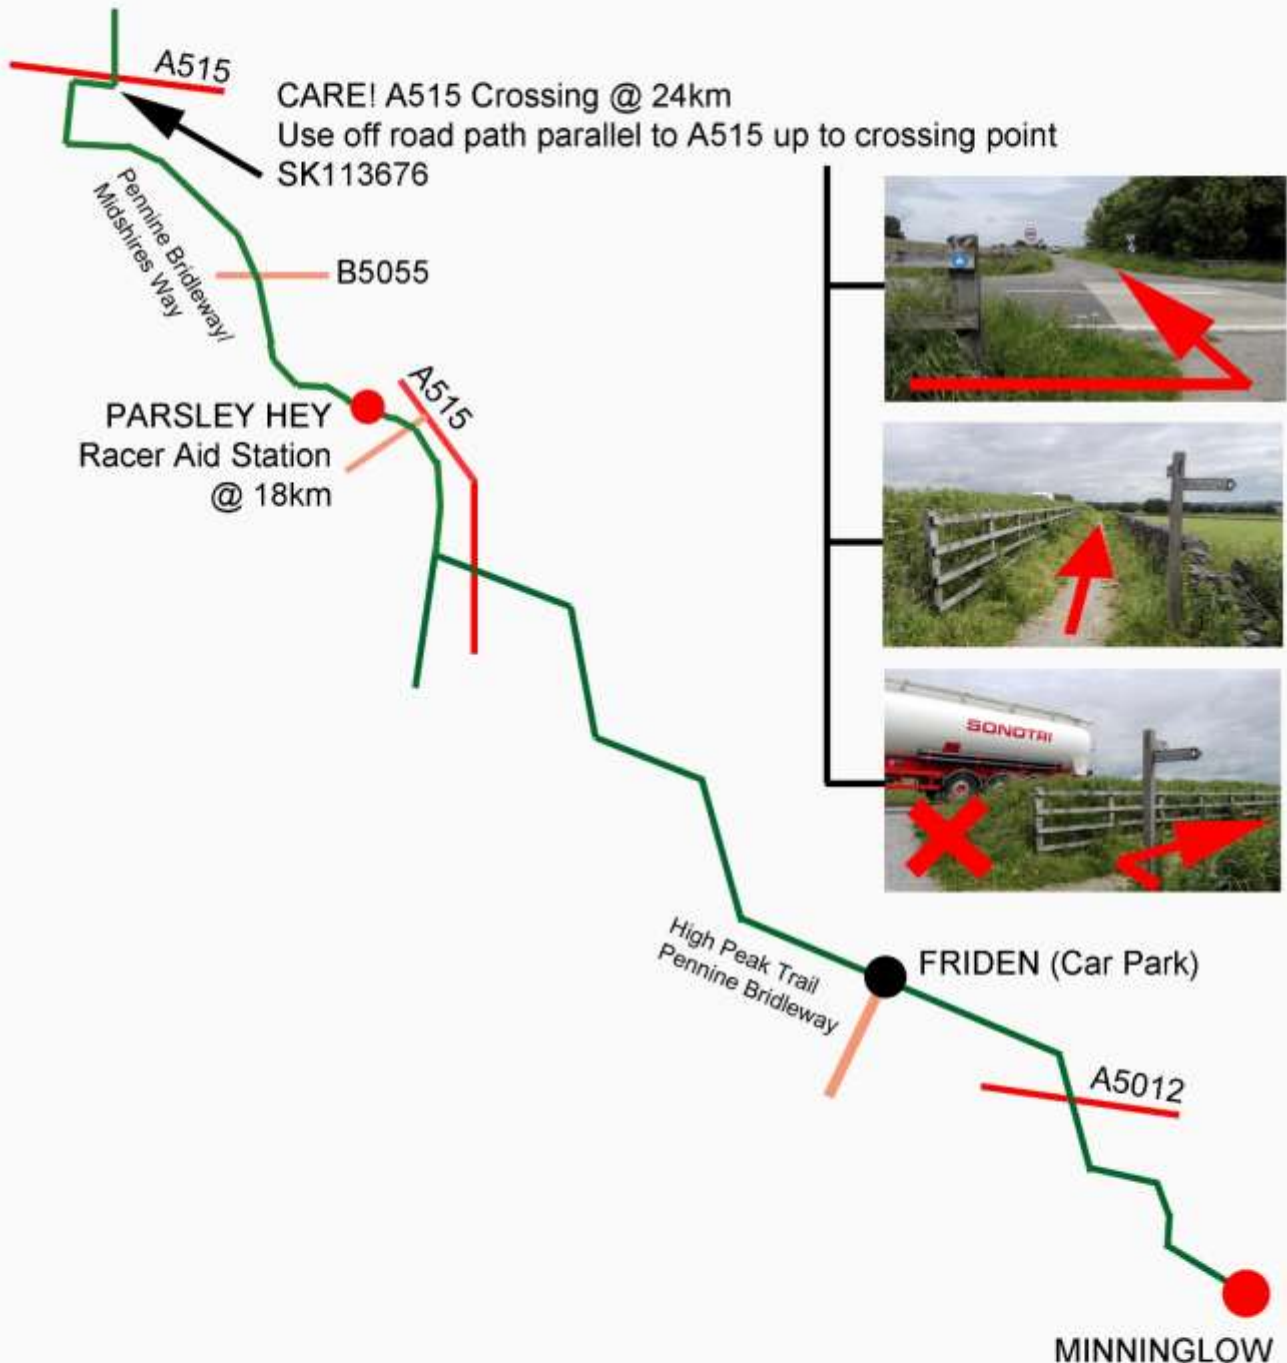 A515
CARE! A515 Crossing @ 24km
Use off road path parallel to A515 up to crossing point
SK113676
Pennine Bridleway/
Midshires Way
B5055
A515
PARSLEY HEY
Racer Aid Station
@ 18km
SONOTRI
High Peak Trail
Pennine Bridleway
FRIDEN (Car Park)
A5012
MINNINGLOW